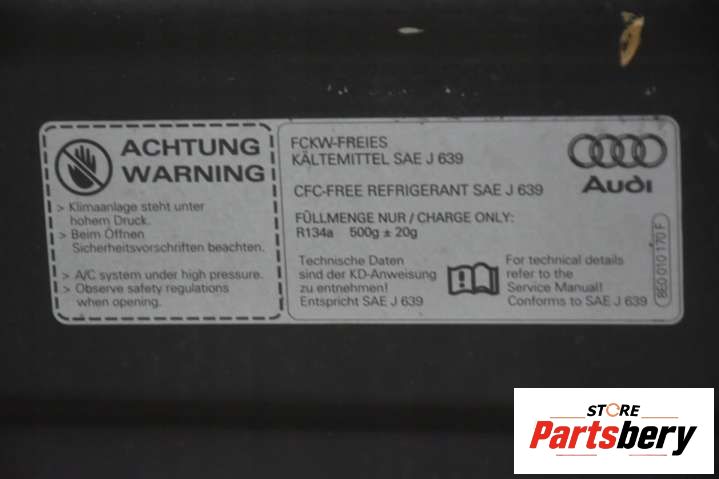 ACHTUNG
WARNING
> Klimaanlage steht unter
hohem Druck.
> Beim Öffnen
Sicherheitsvorschriften beachten.
> A/C system under high pressure.
> Observe safety regulations
when opening.
FCKW-FREIES
KÄLTEMITTEL SAE J 639
CFC-FREE REFRIGERANT SAE J 639
FÜLLMENGE NUR / CHARGE ONLY:
R134a 500g ± 20g
Technische Daten
sind der KD-Anweisung
zu entnehmen!
Entspricht SAE J 639
For technical details
refer to the
Service Manual!
Conforms to SAE J 639
Audi
8E0 010 170 F
STORE
Partsbery